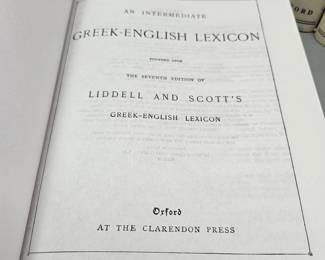 AN INTERMEDIATE
GREEK-ENGLISH LEXICON
FOUNDED UPON
THE SEVENTH EDITION OF
LIDDELL AND SCOTT'S
GREEK-ENGLISH LEXICON
Oxford
AT THE CLARENDON PRESS